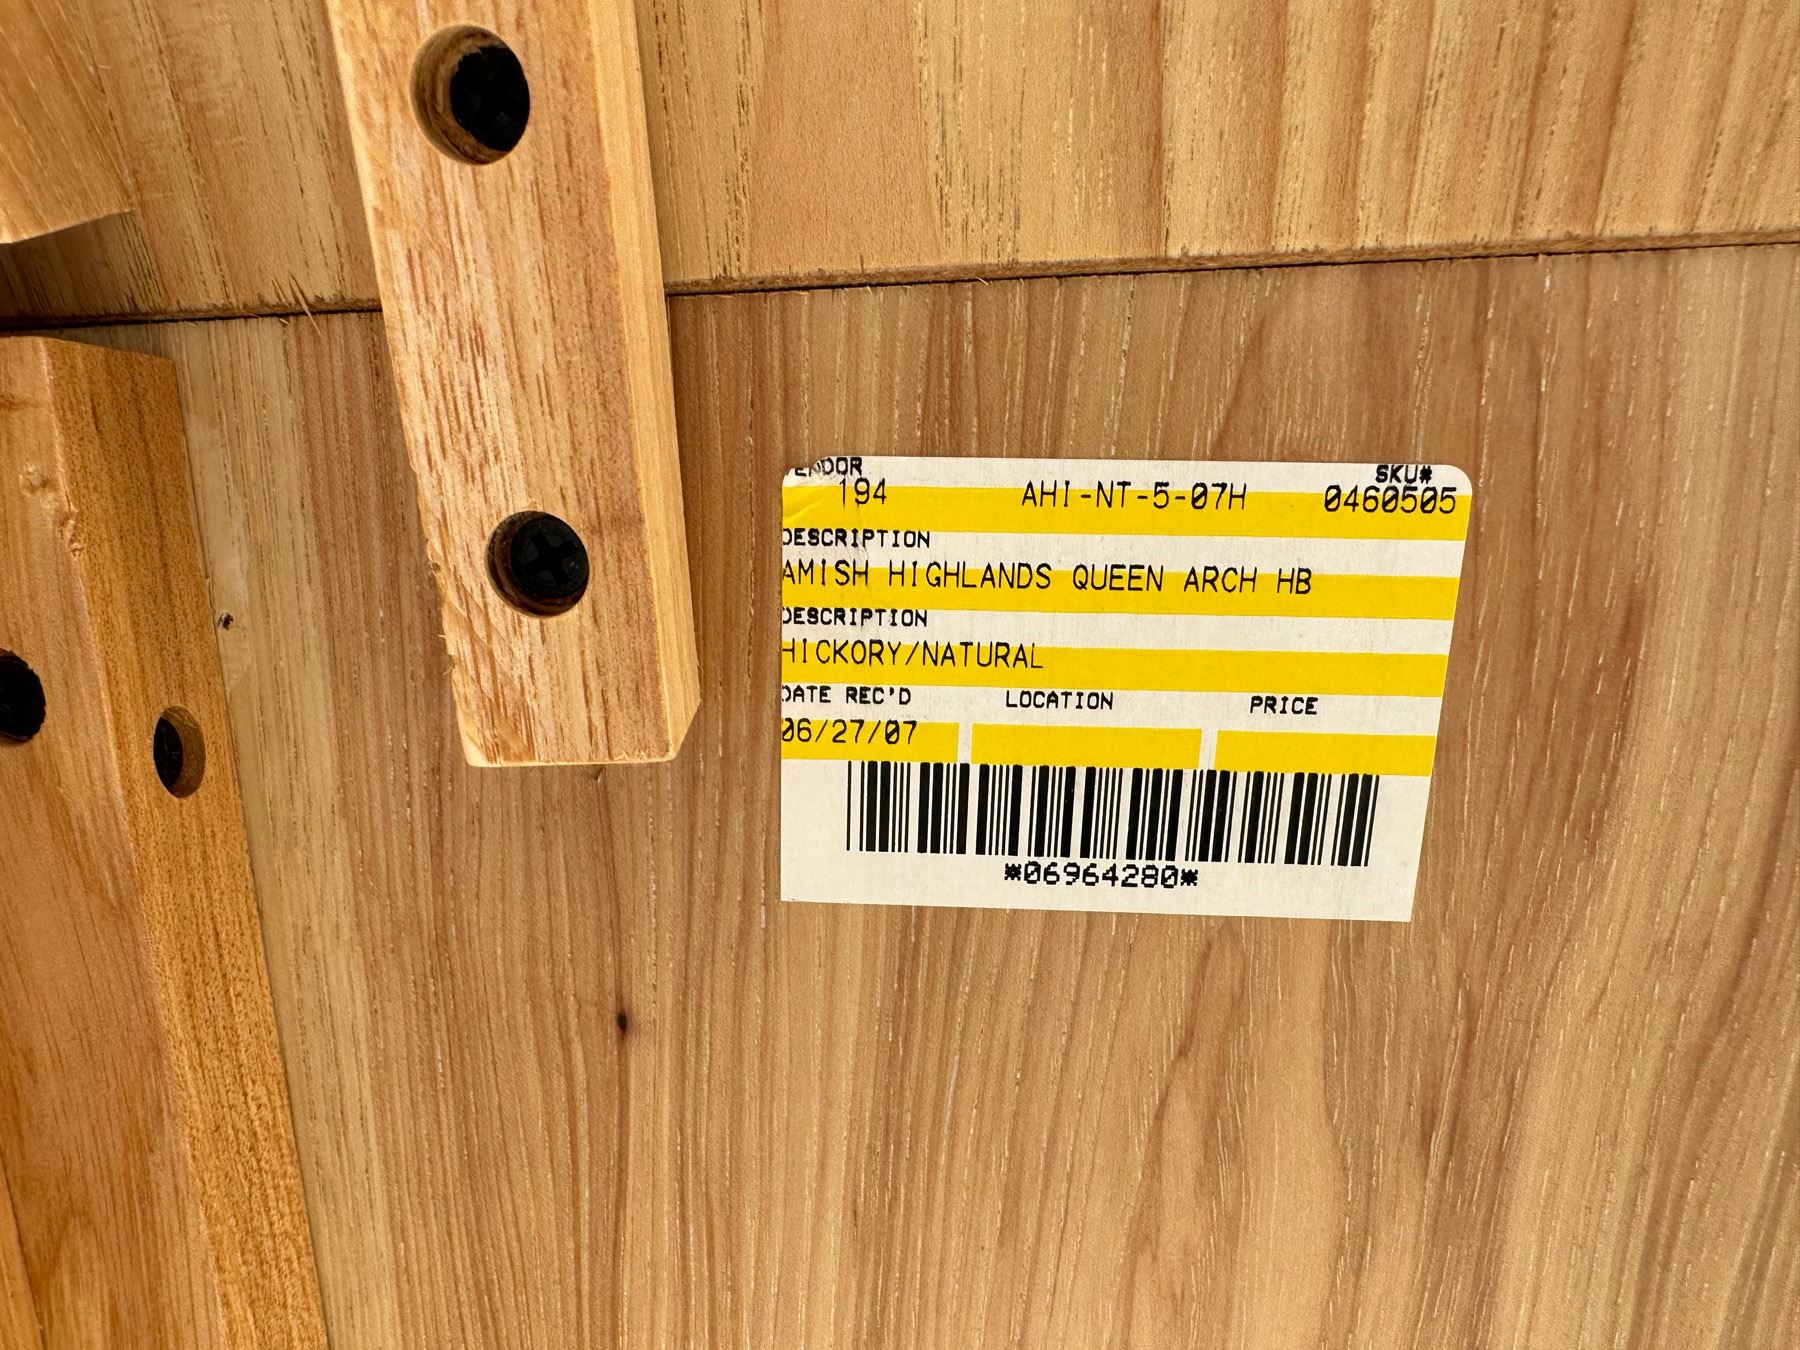 VENDOR SKU#
194 AHI-NT-5-07H 0460505
DESCRIPTION
AMISH HIGHLANDS QUEEN ARCH HB
DESCRIPTION
HICKORY/NATURAL
DATE REC'D LOCATION PRICE
06/27/07
*06964280*